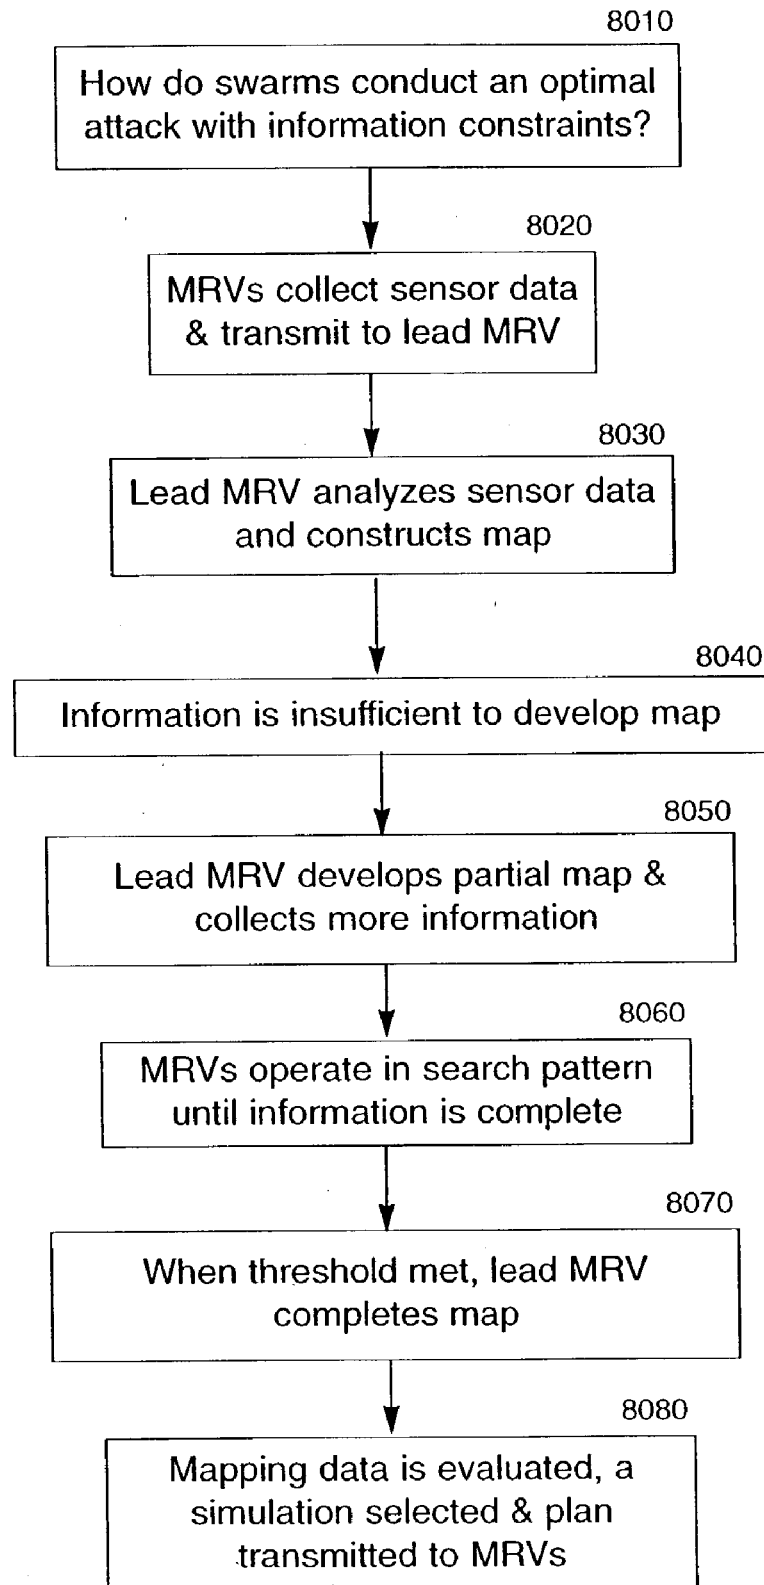 8010
How do swarms conduct an optimal
attack with information constraints?
8020
MRVs collect sensor data
& transmit to lead MRV
8030
Lead MRV analyzes sensor data
and constructs map
8040
Information is insufficient to develop map
8050
Lead MRV develops partial map &
collects more information
8060
MRVs operate in search pattern
until information is complete
8070
When threshold met, lead MRV
completes map
8080
Mapping data is evaluated, a
simulation selected & plan
transmitted to MRVs